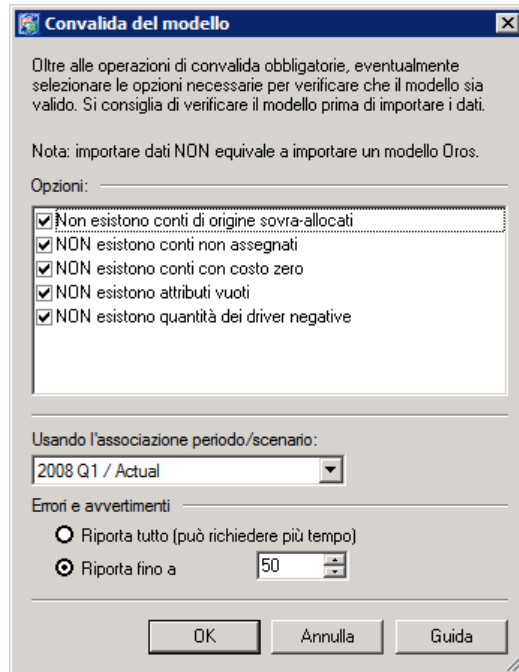 Convalida del modello
Oltre alle operazioni di convalida obbligatorie, eventualmente
selezionare le opzioni necessarie per verificare che il modello sia
valido. Si consiglia di verificare il modello prima di importare i dati.
Nota: importare dati NON equivale a importare un modello Oros.
Opzioni:
Non esistono conti di origine sovra-allocati
NON esistono conti non assegnati
NON esistono conti con costo zero
NON esistono attributi vuoti
NON esistono quantità dei driver negative
Usando l'associazione periodo/scenario:
2008 Q1 / Actual
Errori e avvertimenti
Riporta tutto (può richiedere più tempo)
Riporta fino a 50
OK Annulla Guida